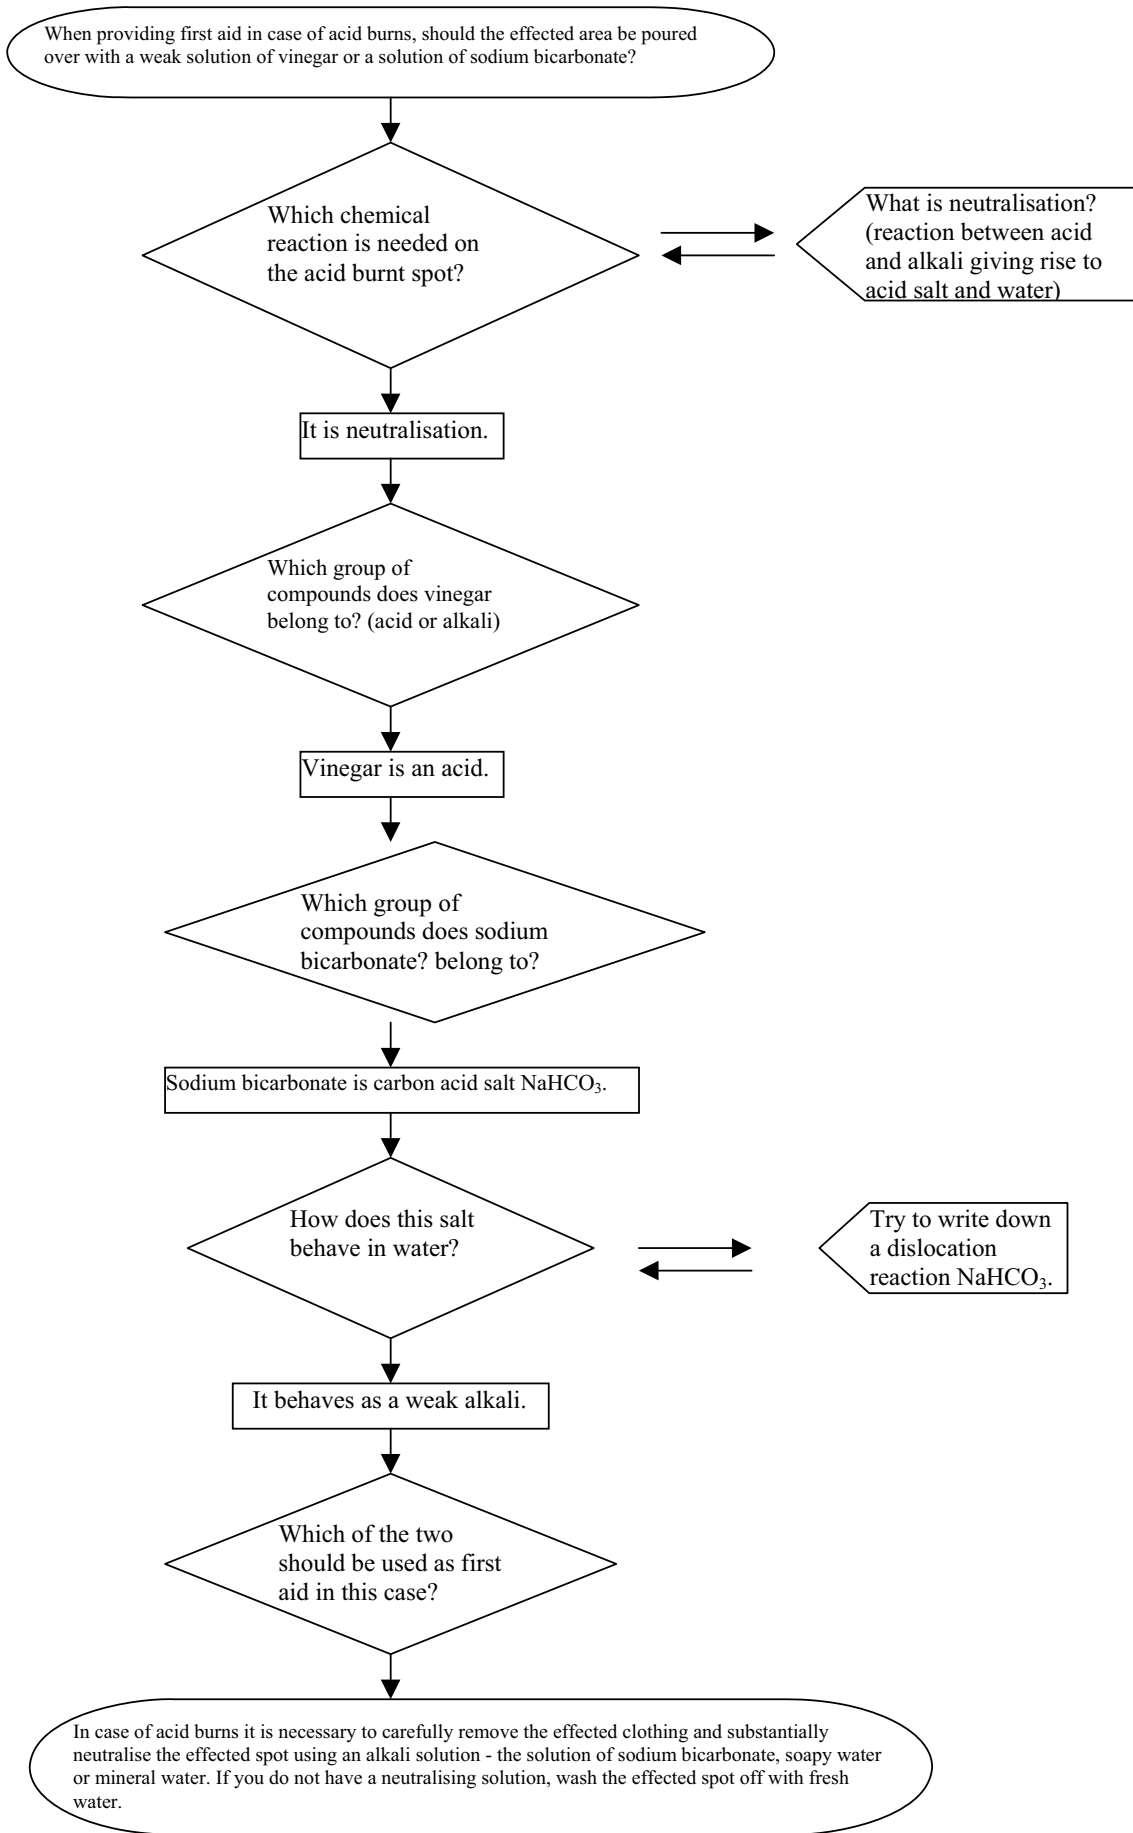 When providing first aid in case of acid burns, should the effected area be poured
over with a weak solution of vinegar or a solution of sodium bicarbonate?
Which chemical
reaction is needed on
the acid burnt spot?
What is neutralisation?
(reaction between acid
and alkali giving rise to
acid salt and water)
It is neutralisation.
Which group of
compounds does vinegar
belong to? (acid or alkali)
Vinegar is an acid.
Which group of
compounds does sodium
bicarbonate? belong to?
Sodium bicarbonate is carbon acid salt NaHCO₃.
How does this salt
behave in water?
Try to write down
a dislocation
reaction NaHCO₃.
It behaves as a weak alkali.
Which of the two
should be used as first
aid in this case?
In case of acid burns it is necessary to carefully remove the effected clothing and substantially
neutralise the effected spot using an alkali solution - the solution of sodium bicarbonate, soapy water
or mineral water. If you do not have a neutralising solution, wash the effected spot off with fresh
water.